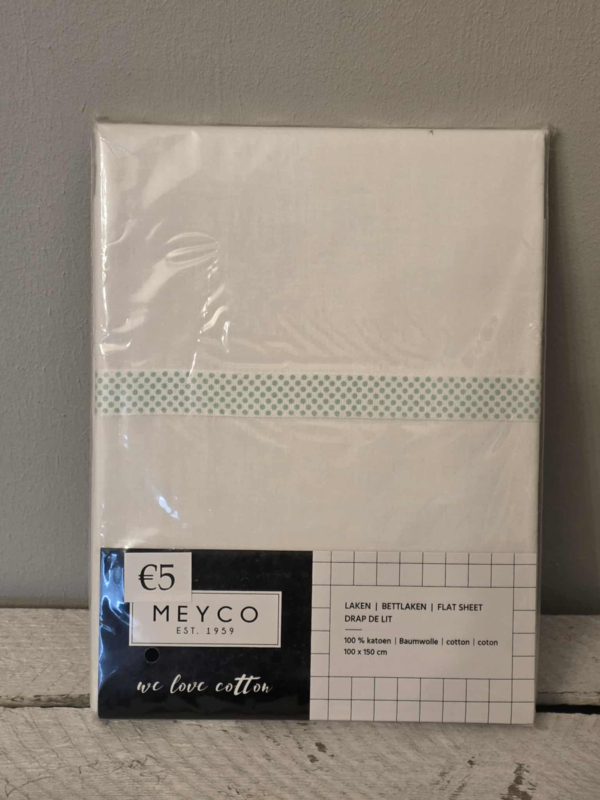 €5
MEYCO
EST. 1959
we love cotton
LAKEN | BETTLAKEN | FLAT SHEET
DRAP DE LIT
100 % katoen | Baumwolle | cotton | coton
100 x 150 cm